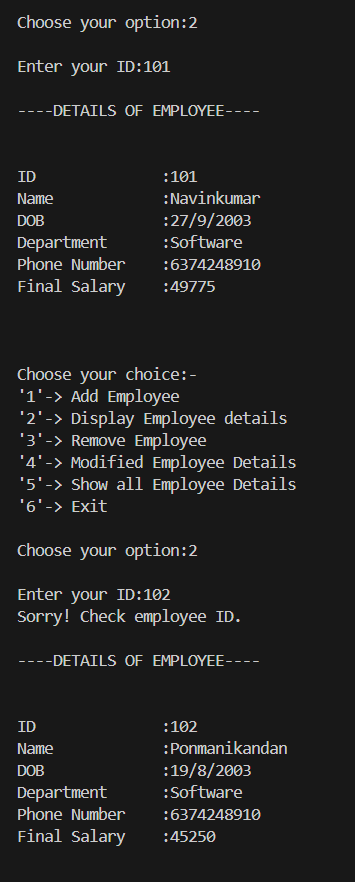 Choose your option:2
Enter your ID:101
----DETAILS OF EMPLOYEE----
ID :101
Name :Navinkumar
DOB :27/9/2003
Department :Software
Phone Number :6374248910
Final Salary :49775
Choose your choice:-
'1'-> Add Employee
'2'-> Display Employee details
'3'-> Remove Employee
'4'-> Modified Employee Details
'5'-> Show all Employee Details
'6'-> Exit
Choose your option:2
Enter your ID:102
Sorry! Check employee ID.
----DETAILS OF EMPLOYEE----
ID :102
Name :Ponmanikandan
DOB :19/8/2003
Department :Software
Phone Number :6374248910
Final Salary :45250